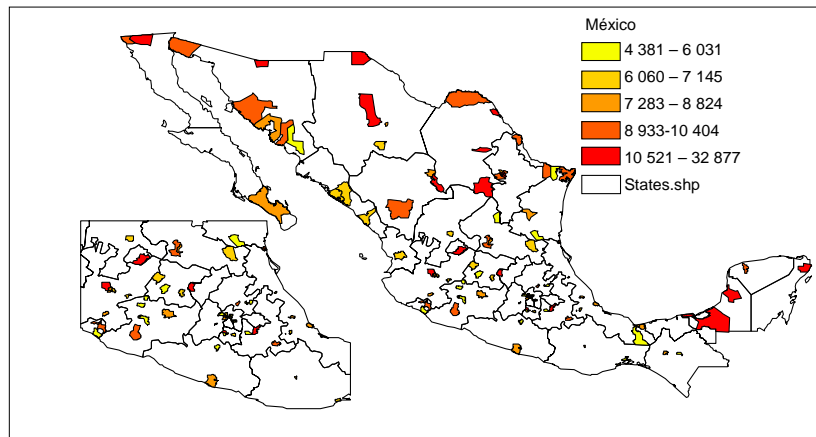 México
4 381 – 6 031
6 060 – 7 145
7 283 – 8 824
8 933-10 404
10 521 – 32 877
States.shp